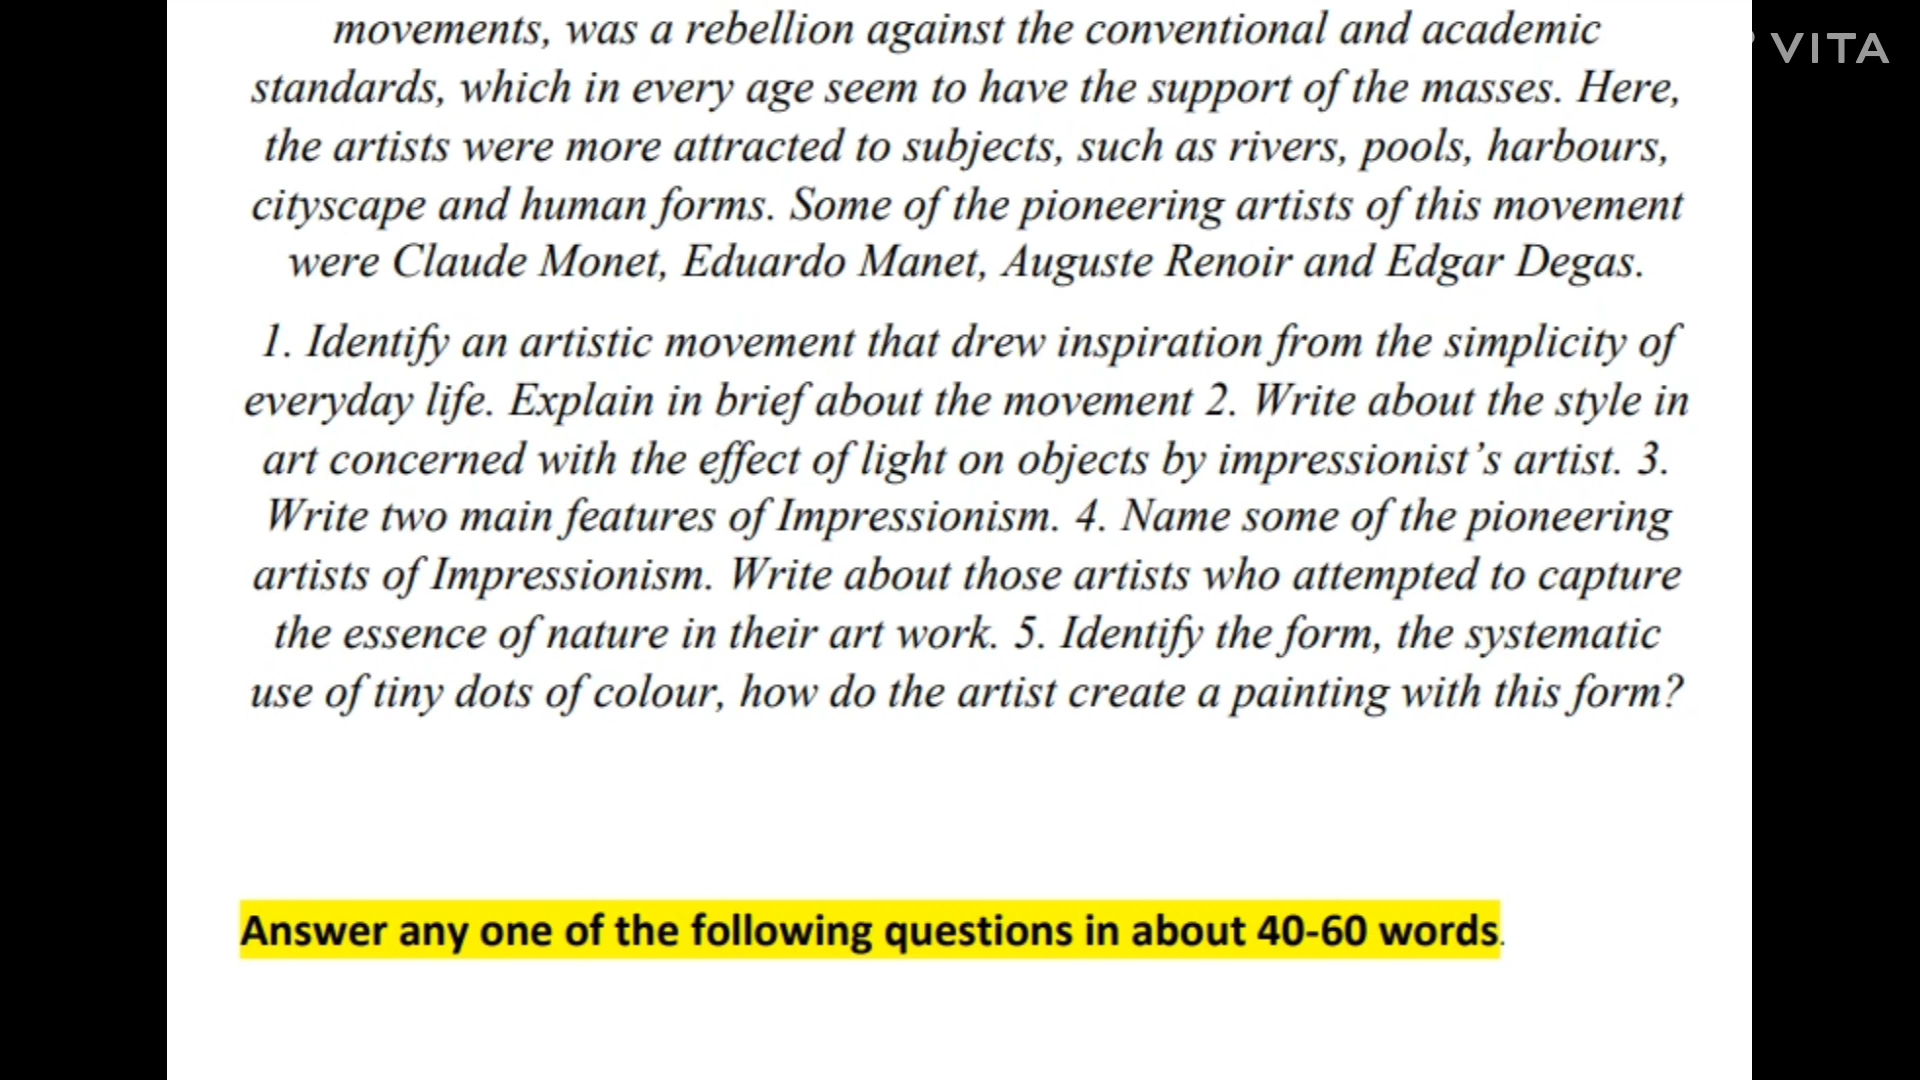 movements, was a rebellion against the conventional and academic
standards, which in every age seem to have the support of the masses. Here,
the artists were more attracted to subjects, such as rivers, pools, harbours,
cityscape and human forms. Some of the pioneering artists of this movement
were Claude Monet, Eduardo Manet, Auguste Renoir and Edgar Degas.
1. Identify an artistic movement that drew inspiration from the simplicity of
everyday life. Explain in brief about the movement 2. Write about the style in
art concerned with the effect of light on objects by impressionist’s artist. 3.
Write two main features of Impressionism. 4. Name some of the pioneering
artists of Impressionism. Write about those artists who attempted to capture
the essence of nature in their art work. 5. Identify the form, the systematic
use of tiny dots of colour, how do the artist create a painting with this form?
Answer any one of the following questions in about 40-60 words.
VITA